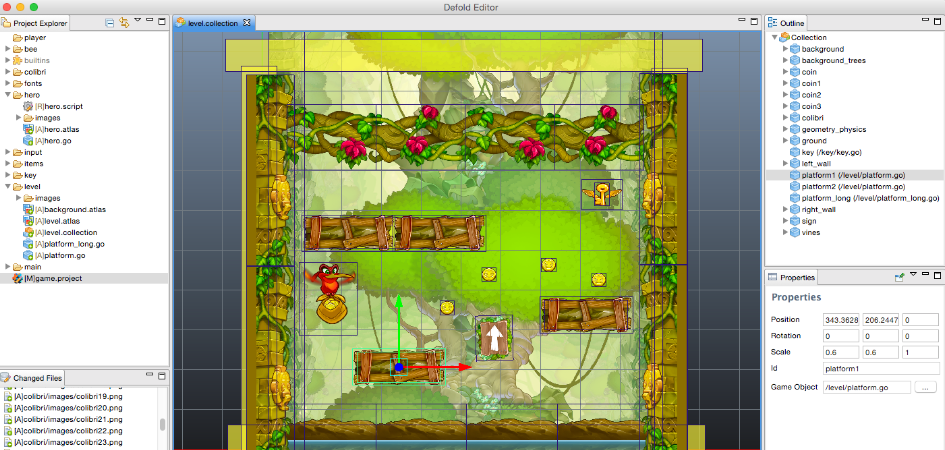 Defold Editor
Project Explorer
player
bee
builtins
colibri
fonts
hero
[R]hero.script
images
[A]hero.atlas
[A]hero.go
input
items
key
level
images
[A]background.atlas
[A]level.atlas
[A]level.collection
[A]platform_long.go
[A]platform.go
main
[M]game.project
Changed Files
[A]colibri/images/colibri19.png
[A]colibri/images/colibri20.png
[A]colibri/images/colibri21.png
[A]colibri/images/colibri22.png
[A]colibri/images/colibri23.png
level.collection
Outline
Collection
background
background_trees
coin
coin1
coin2
coin3
colibri
geometry_physics
ground
key (/key/key.go)
left_wall
platform1 (/level/platform.go)
platform2 (/level/platform.go)
platform_long (/level/platform_long.go)
right_wall
sign
vines
Properties
Properties
Position 343.3628 206.2447 0
Rotation 0 0 0
Scale 0.6 0.6 1
Id platform1
Game Object /level/platform.go ...